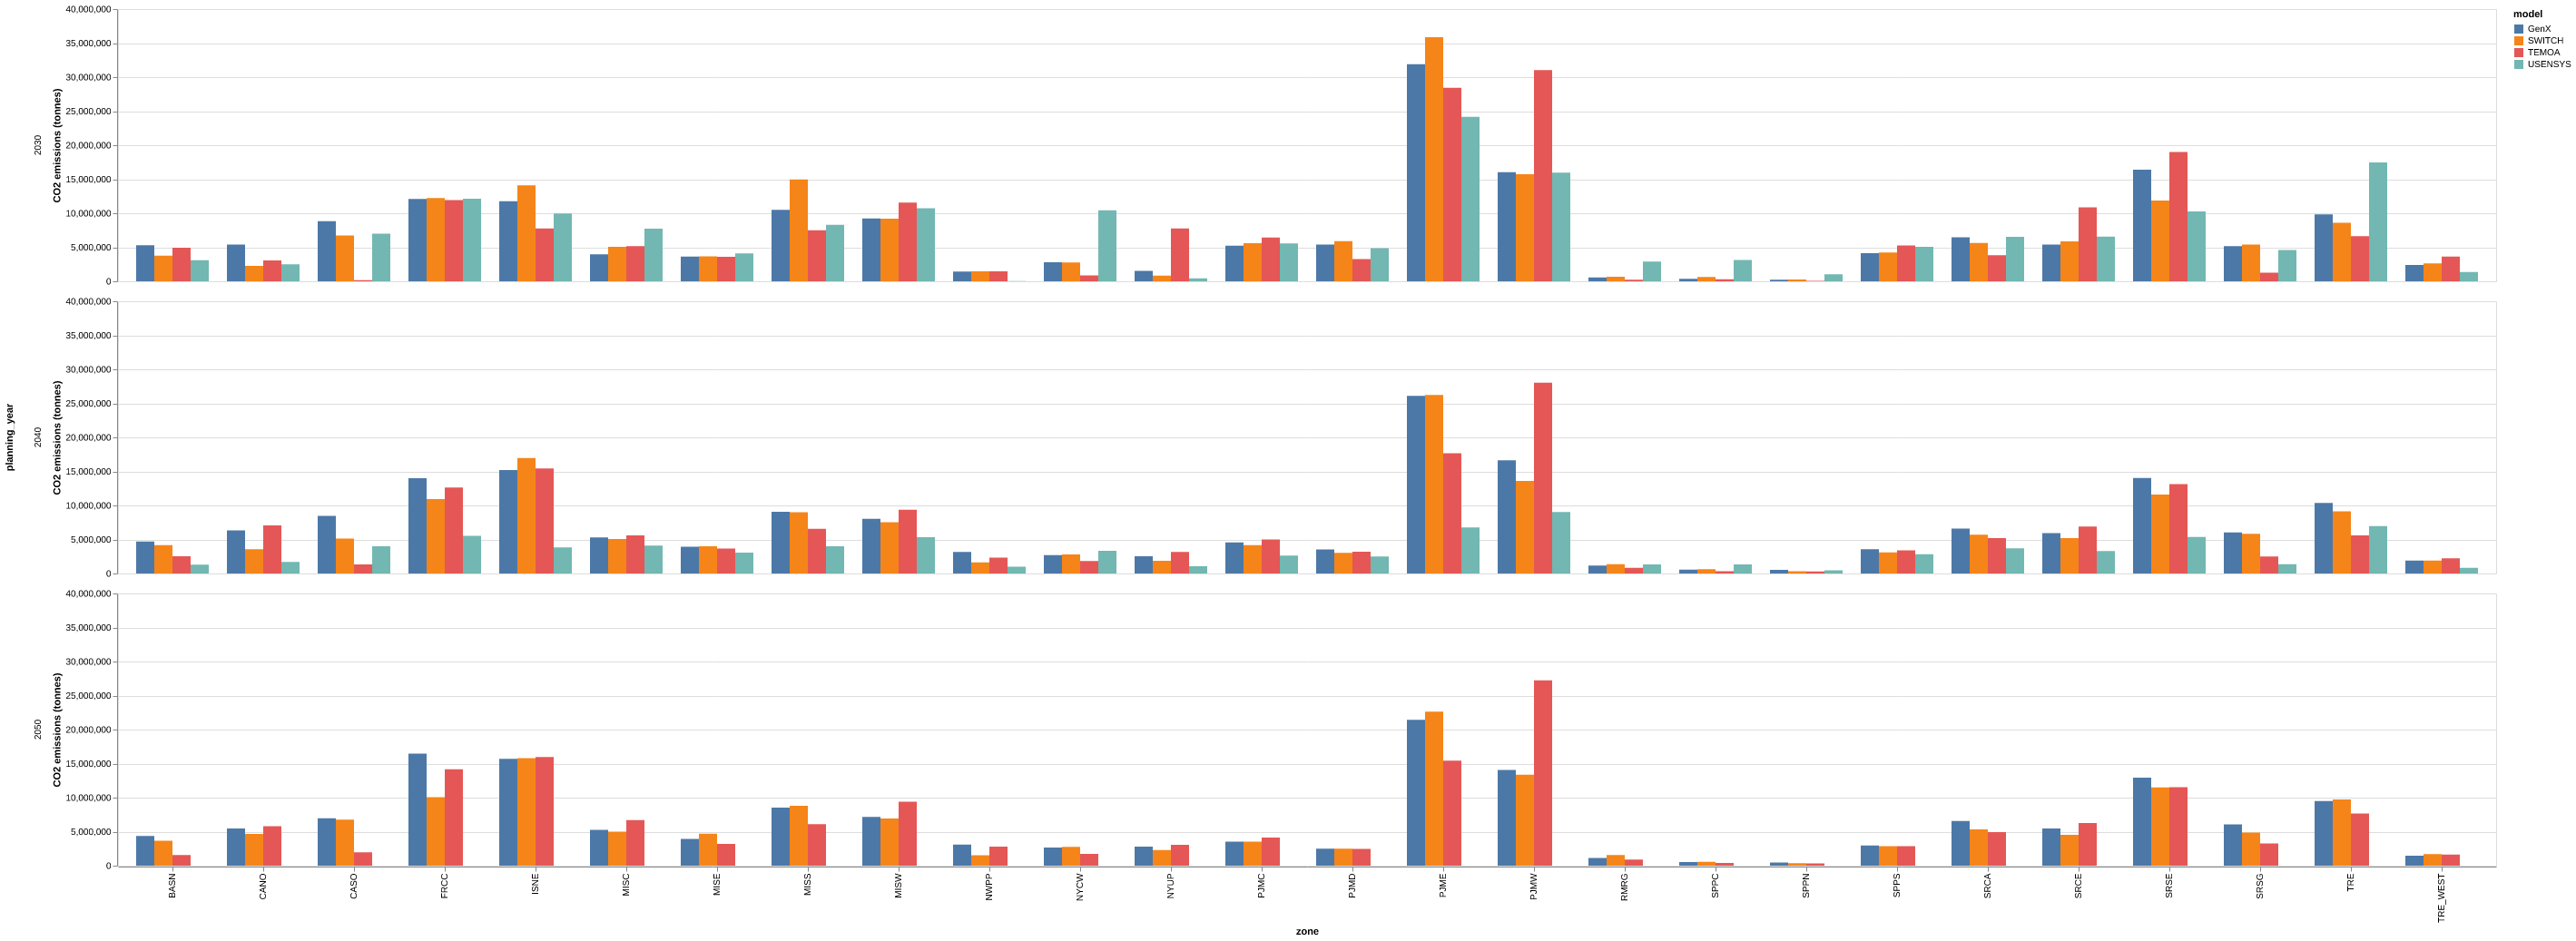 40,000,000
35,000,000
30,000,000
25,000,000
20,000,000
15,000,000
10,000,000
5,000,000
0
2030
CO2 emissions (tonnes)
40,000,000
35,000,000
30,000,000
25,000,000
20,000,000
15,000,000
10,000,000
5,000,000
0
planning_year
2040
CO2 emissions (tonnes)
40,000,000
35,000,000
30,000,000
25,000,000
20,000,000
15,000,000
10,000,000
5,000,000
0
2050
CO2 emissions (tonnes)
BASN
CANO
CASO
FRCC
ISNE
MISC
MISE
MISS
MISW
NWPP
NYCW
NYUP
PJMC
PJMD
PJME
PJMW
RMRG
SPPC
SPPN
SPPS
SRCA
SRCE
SRSE
SRSG
TRE
TRE_WEST
zone
model
GenX
SWITCH
TEMOA
USENSYS